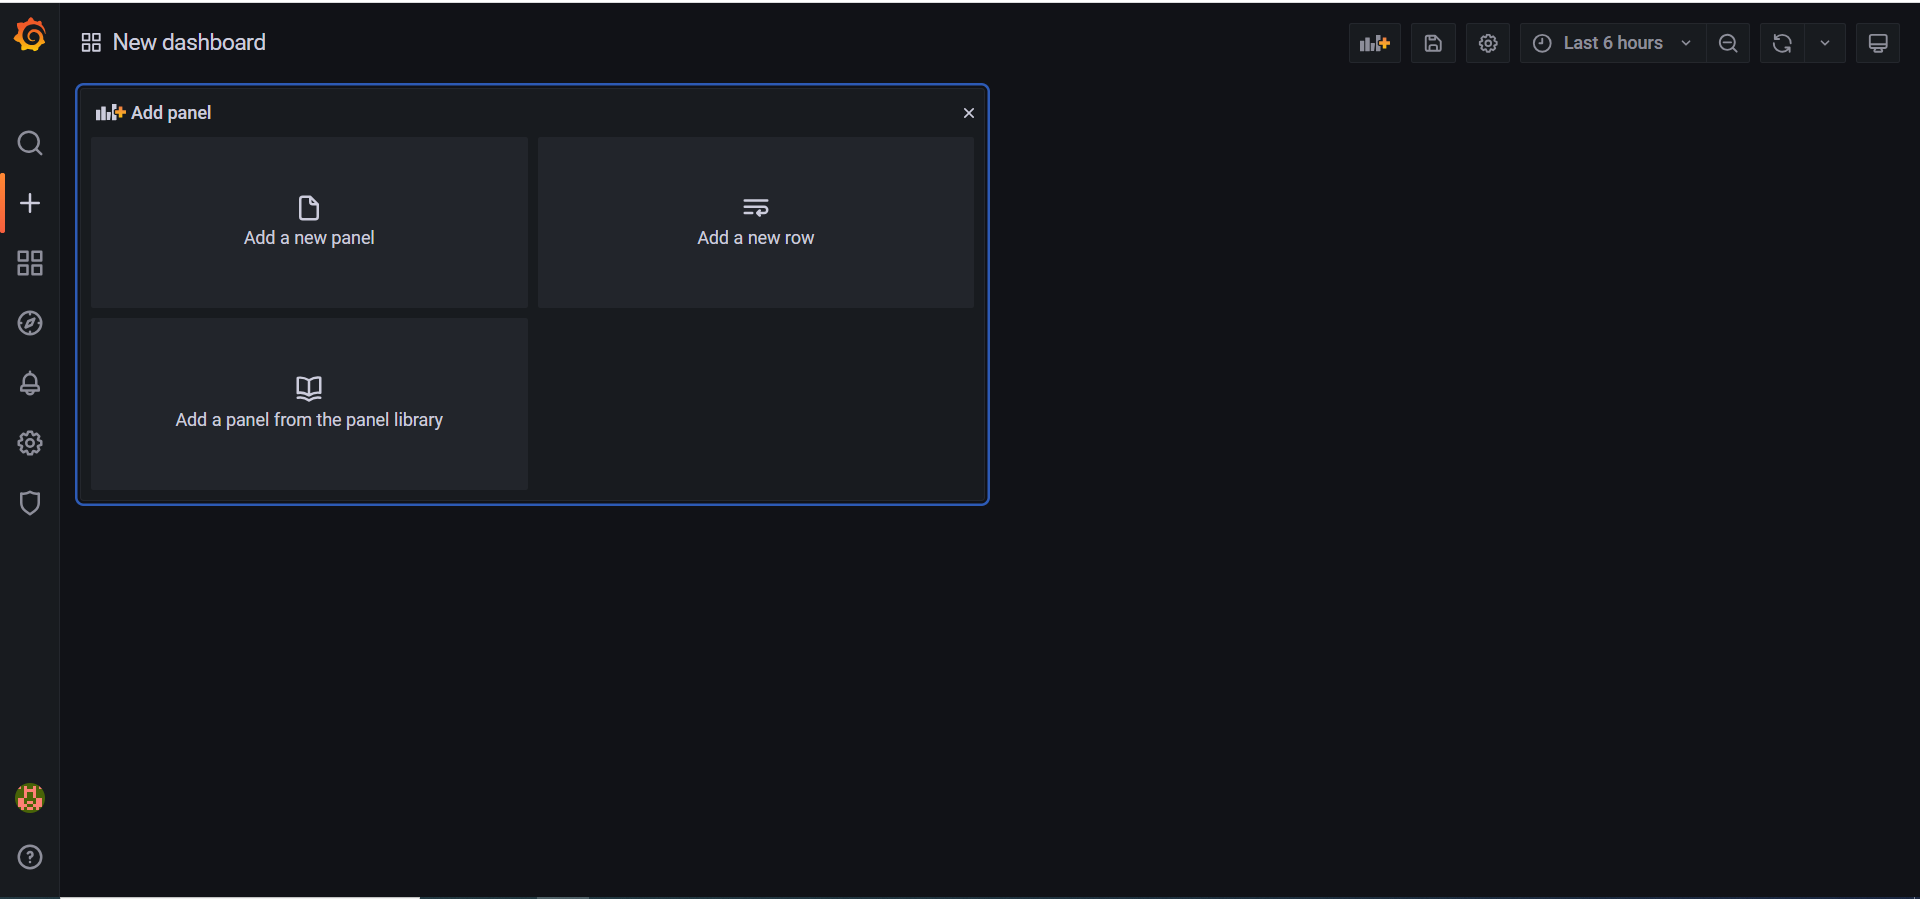 New dashboard
Last 6 hours
Add panel
Add a new panel
Add a new row
Add a panel from the panel library